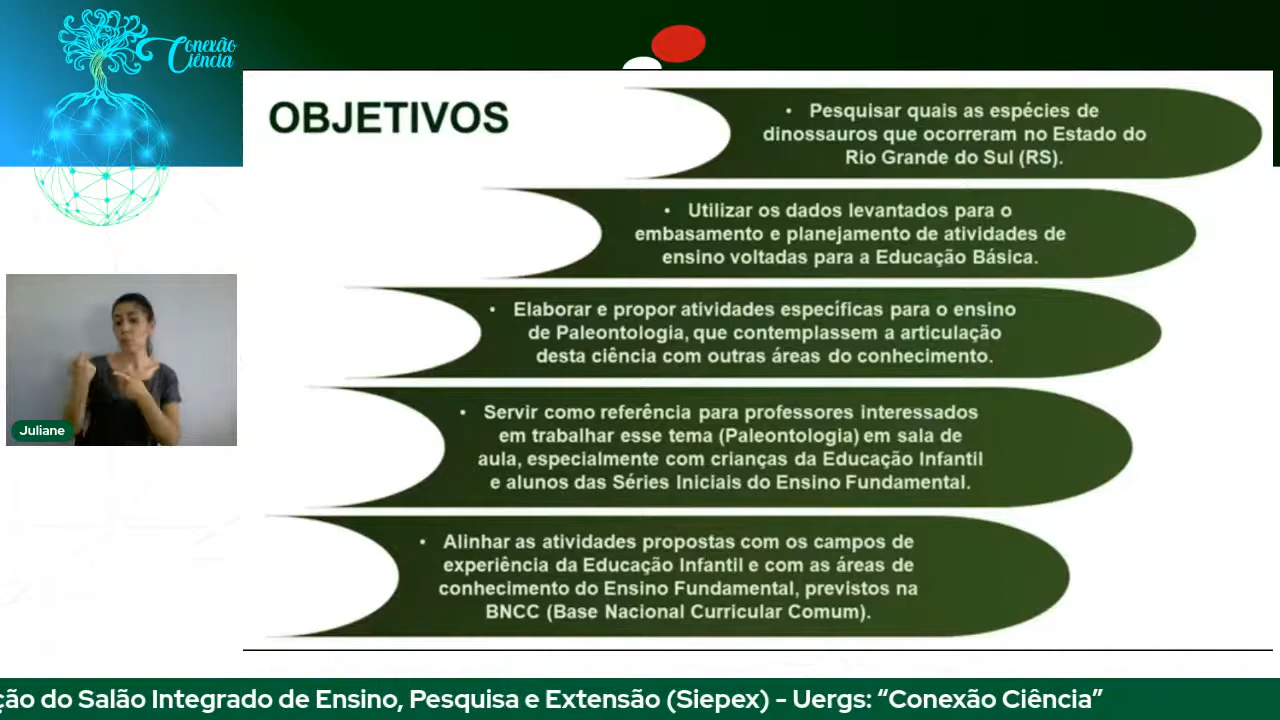 Conexão
Ciência
OBJETIVOS
• Pesquisar quais as espécies de
dinossauros que ocorreram no Estado do
Rio Grande do Sul (RS).
• Utilizar os dados levantados para o
embasamento e planejamento de atividades de
ensino voltadas para a Educação Básica.
• Elaborar e propor atividades específicas para o ensino
de Paleontologia, que contemplassem a articulação
desta ciência com outras áreas do conhecimento.
• Servir como referência para professores interessados
em trabalhar esse tema (Paleontologia) em sala de
aula, especialmente com crianças da Educação Infantil
e alunos das Séries Iniciais do Ensino Fundamental.
• Alinhar as atividades propostas com os campos de
experiência da Educação Infantil e com as áreas de
conhecimento do Ensino Fundamental, previstos na
BNCC (Base Nacional Curricular Comum).
Juliane
ção do Salão Integrado de Ensino, Pesquisa e Extensão (Siepex) - Uergs: “Conexão Ciência”